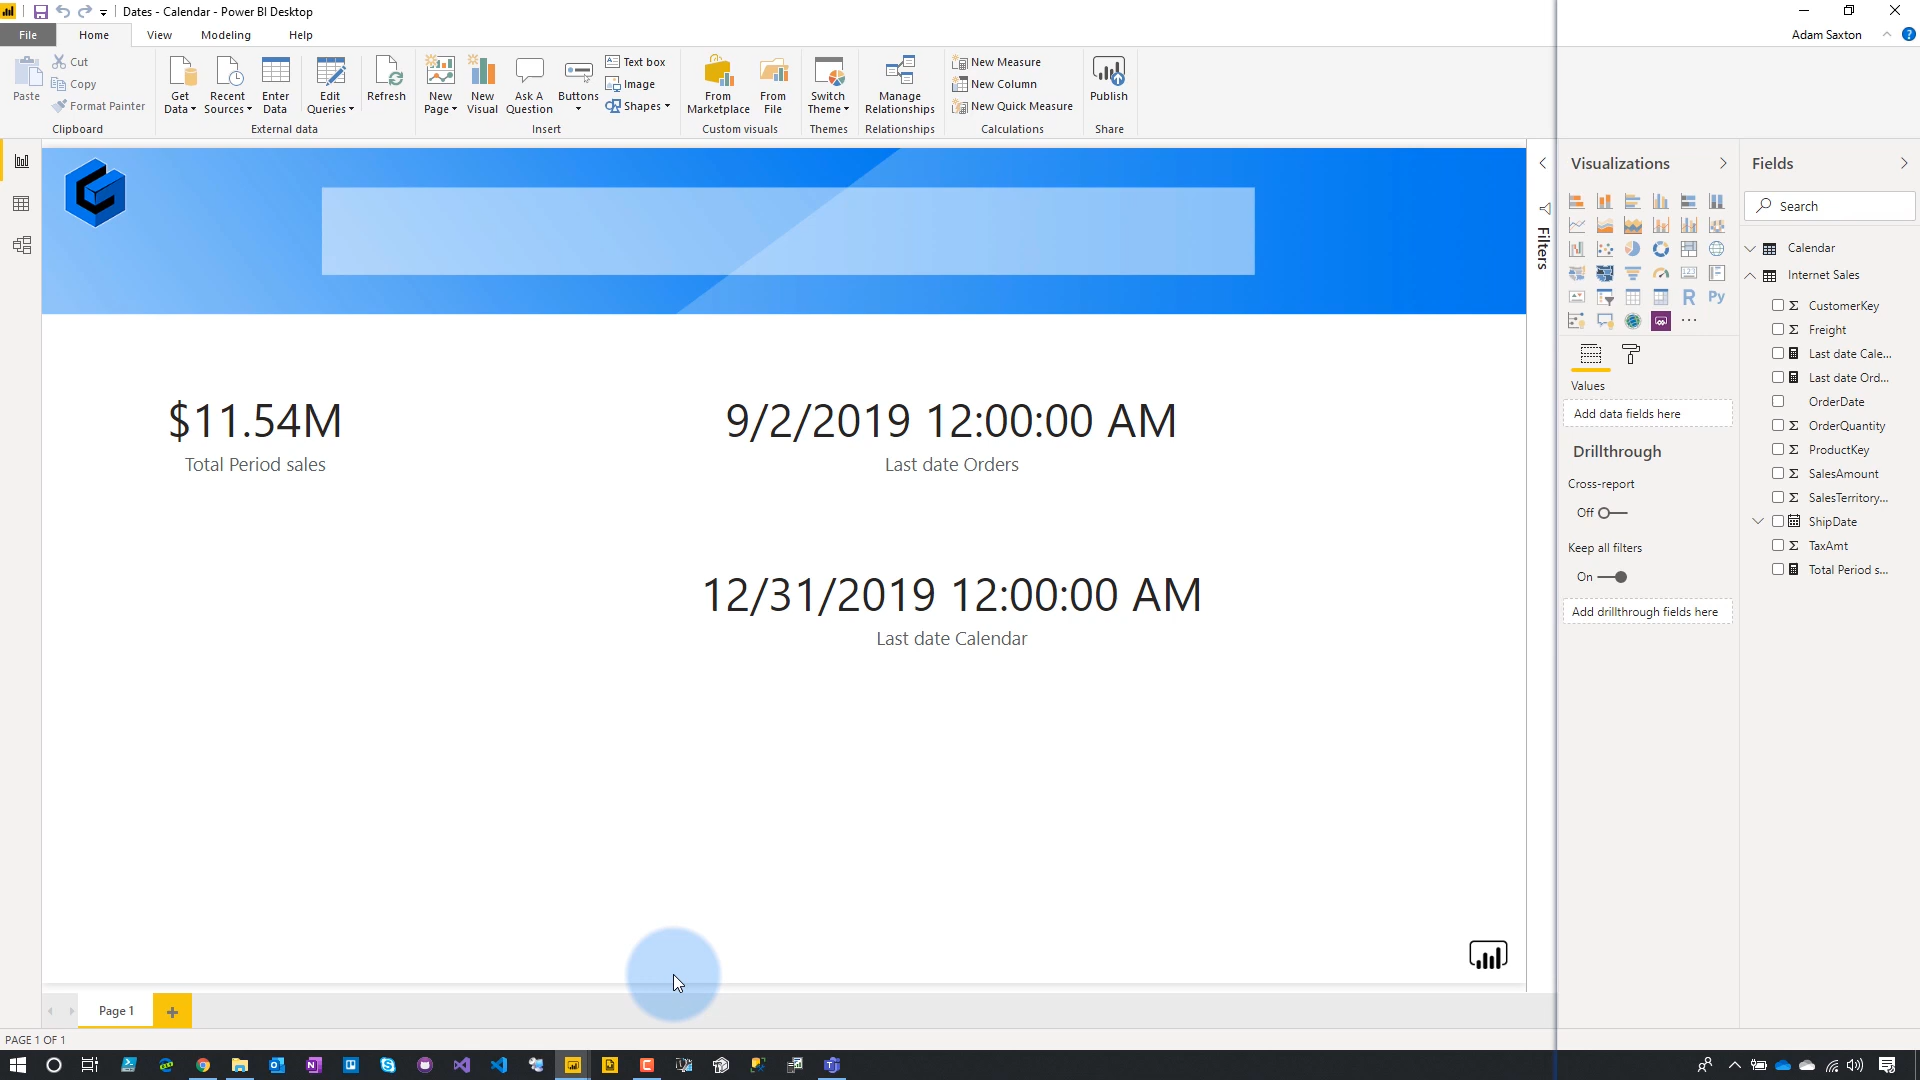 Dates - Calendar - Power BI Desktop
File
Home
View
Modeling
Help
Adam Saxton
?
Paste
Cut
Copy
Format Painter
Clipboard
Get Data
Recent Sources
Enter Data
Edit Queries
Refresh
External data
New Page
New Visual
Ask A Question
Buttons
Text box
Image
Shapes
Insert
From Marketplace
From File
Custom visuals
Switch Theme
Themes
Manage Relationships
Relationships
New Measure
New Column
New Quick Measure
Calculations
Publish
Share
$11.54M
Total Period sales
9/2/2019 12:00:00 AM
Last date Orders
12/31/2019 12:00:00 AM
Last date Calendar
Filters
Visualizations
R
Py
Values
Add data fields here
Drillthrough
Cross-report
Off
Keep all filters
On
Add drillthrough fields here
Fields
Search
Calendar
Internet Sales
CustomerKey
Freight
Last date Cale...
Last date Ord...
OrderDate
OrderQuantity
ProductKey
SalesAmount
SalesTerritory...
ShipDate
TaxAmt
Total Period s...
Page 1
PAGE 1 OF 1